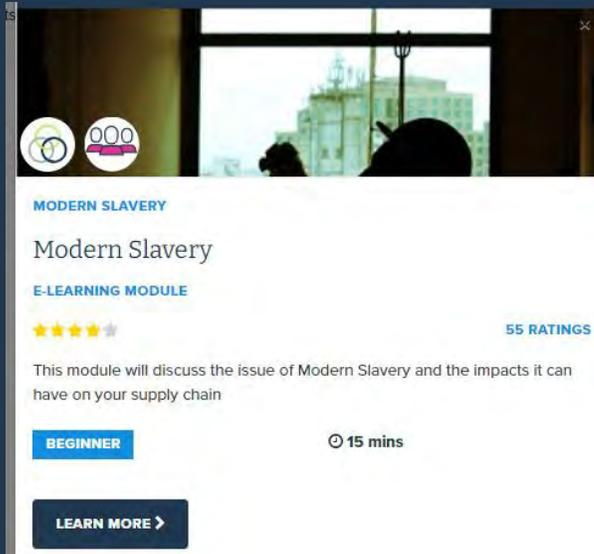 ts
MODERN SLAVERY
Modern Slavery
E-LEARNING MODULE
55 RATINGS
This module will discuss the issue of Modern Slavery and the impacts it can
have on your supply chain
BEGINNER
15 mins
LEARN MORE